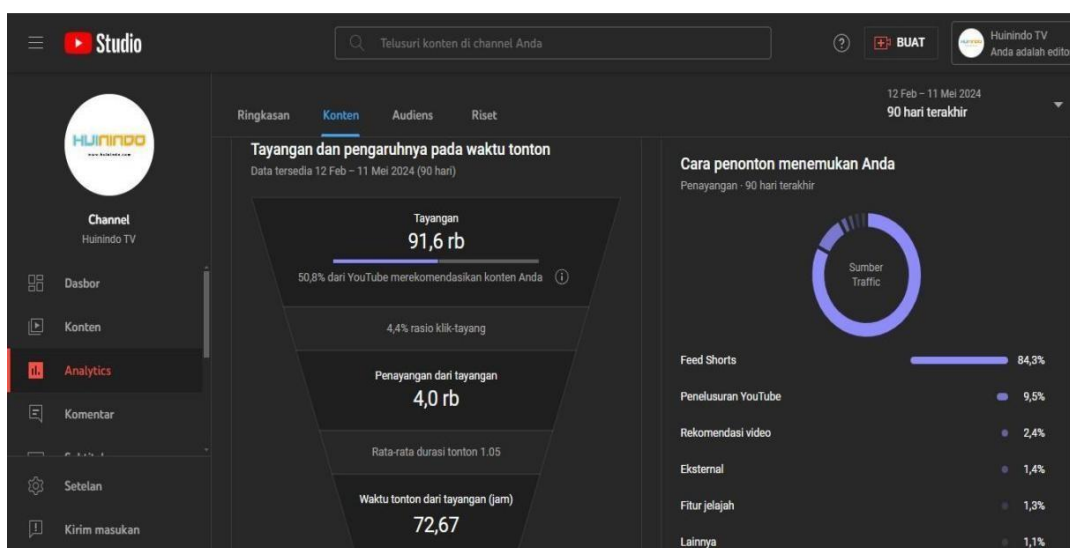 Studio
Telusuri konten di channel Anda
BUAT
Huinindo TV
Anda adalah edito
HUININDO
Channel
Huinindo TV
Dasbor
Konten
Analytics
Komentar
Setelan
Kirim masukan
Ringkasan
Konten
Audiens
Riset
12 Feb – 11 Mei 2024
90 hari terakhir
Tayangan dan pengaruhnya pada waktu tonton
Data tersedia 12 Feb – 11 Mei 2024 (90 hari)
Tayangan
91,6 rb
50,8% dari YouTube merekomendasikan konten Anda
4,4% rasio klik-tayang
Penayangan dari tayangan
4,0 rb
Rata-rata durasi tonton 1.05
Waktu tonton dari tayangan (jam)
72,67
Cara penonton menemukan Anda
Penayangan · 90 hari terakhir
Sumber
Traffic
Feed Shorts 84,3%
Penelusuran YouTube 9,5%
Rekomendasi video 2,4%
Eksternal 1,4%
Fitur jelajah 1,3%
Lainnya 1,1%